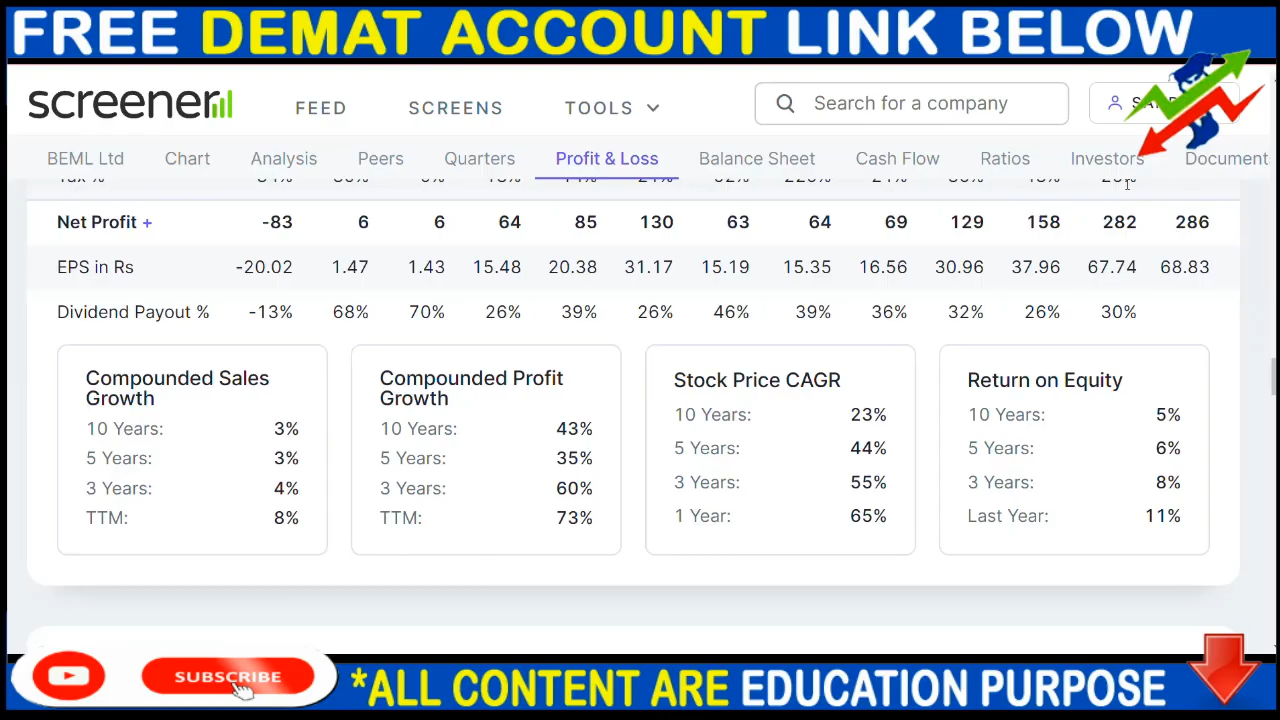 FREE DEMAT ACCOUNT LINK BELOW
screener
FEED SCREENS TOOLS Search for a company
BEML Ltd Chart Analysis Peers Quarters Profit & Loss Balance Sheet Cash Flow Ratios Investors Document
Net Profit + -83 6 6 64 85 130 63 64 69 129 158 282 286
EPS in Rs -20.02 1.47 1.43 15.48 20.38 31.17 15.19 15.35 16.56 30.96 37.96 67.74 68.83
Dividend Payout % -13% 68% 70% 26% 39% 26% 46% 39% 36% 32% 26% 30%
Compounded Sales
Growth
10 Years: 3%
5 Years: 3%
3 Years: 4%
TTM: 8%
Compounded Profit
Growth
10 Years: 43%
5 Years: 35%
3 Years: 60%
TTM: 73%
Stock Price CAGR
10 Years: 23%
5 Years: 44%
3 Years: 55%
1 Year: 65%
Return on Equity
10 Years: 5%
5 Years: 6%
3 Years: 8%
Last Year: 11%
SUBSCRIBE
*ALL CONTENT ARE EDUCATION PURPOSE